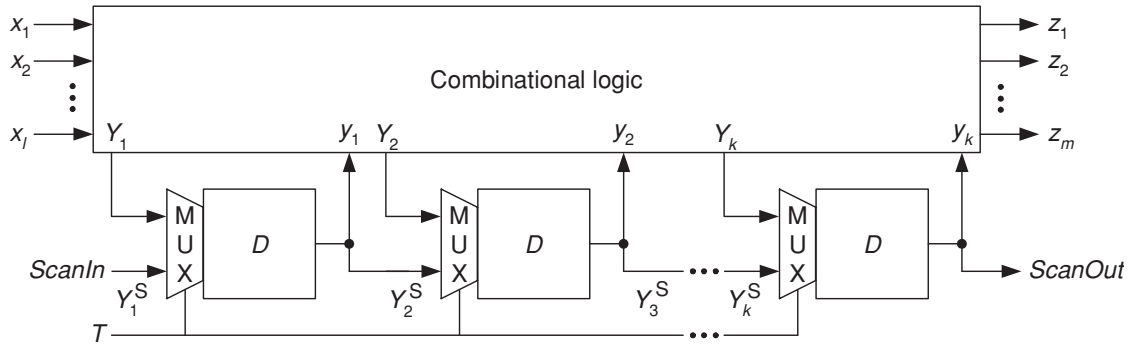 x₁ z₁
x₂ z₂
Combinational logic
xₗ Y₁ y₁ Y₂ y₂ Yₖ yₖ zₘ
M U X D M U X D M U X D
ScanIn Y₁ˢ Y₂ˢ Y₃ˢ Yₖˢ ScanOut
T